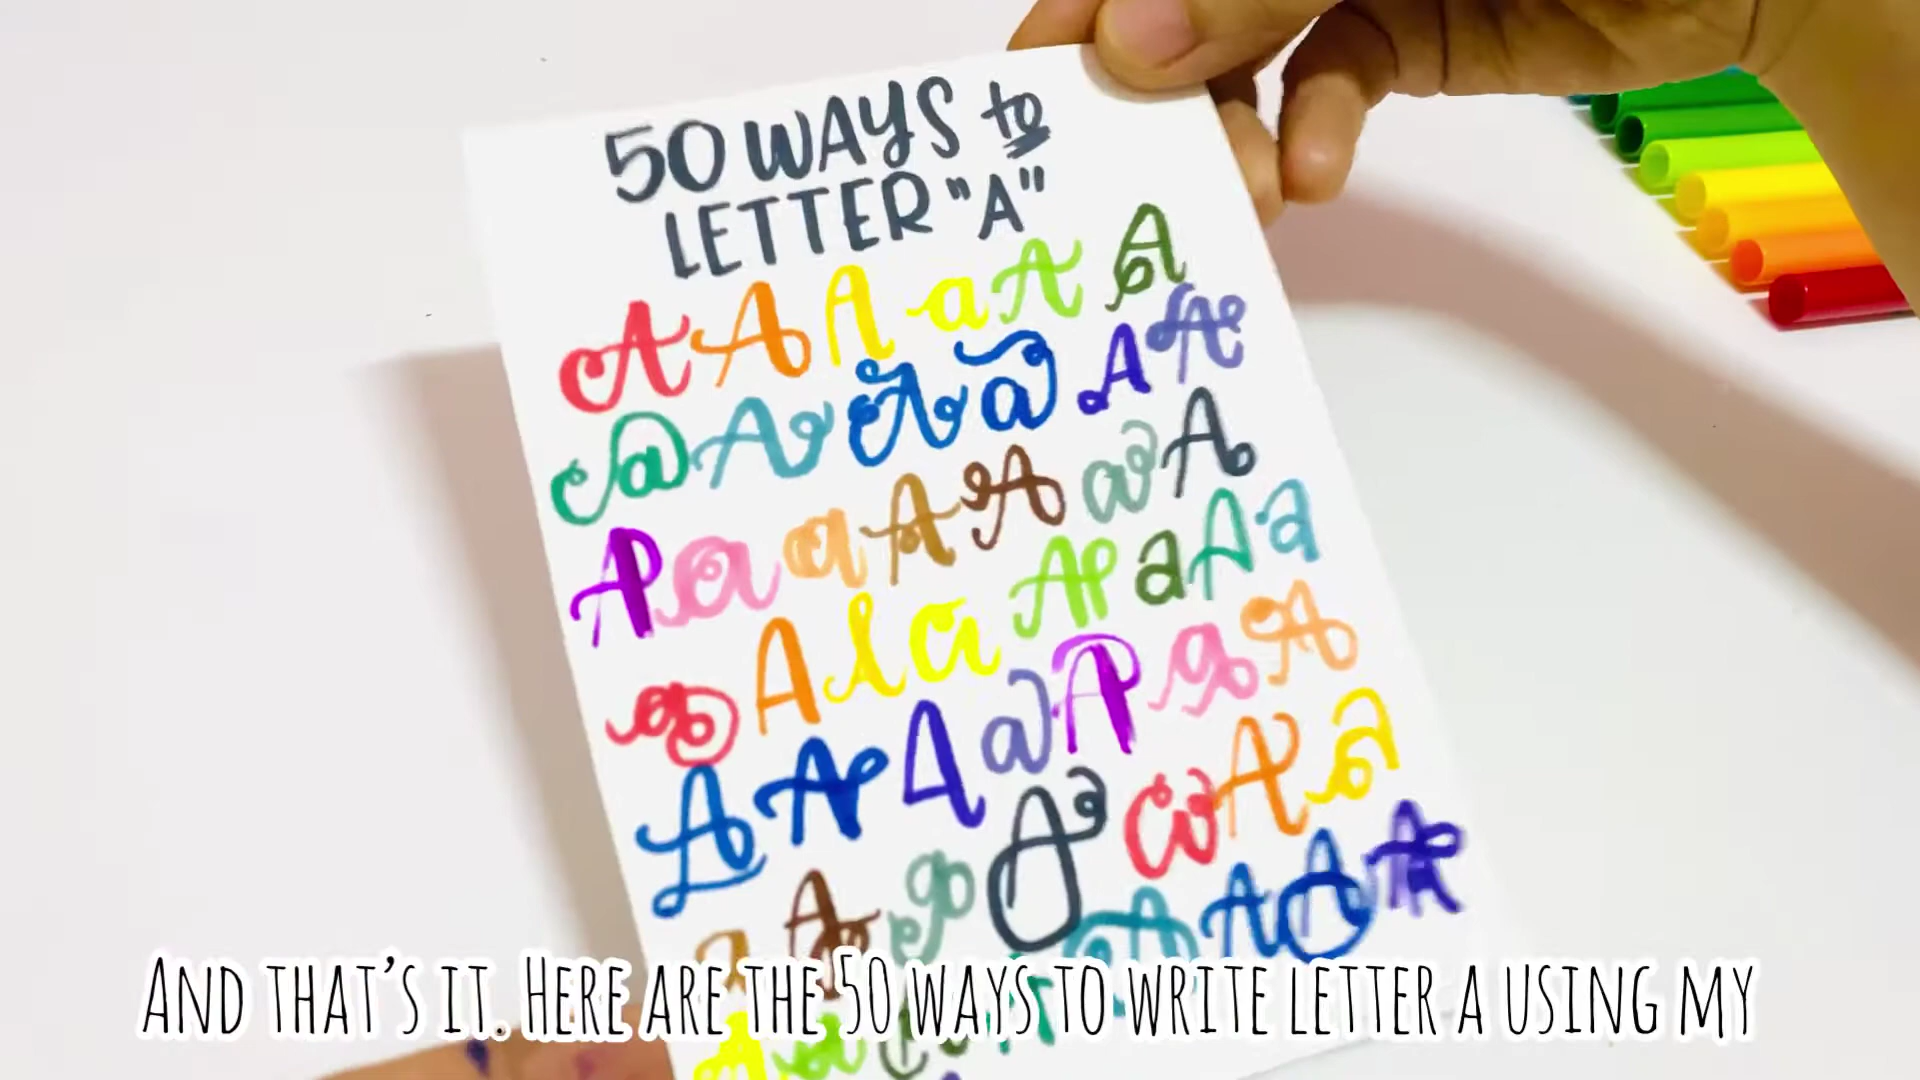 50 WAYS to
LETTER "A"
A A A a A A
a A A a A A
A a a A A a A
a A a a A a A a
A A A a A a A
a A a A a A a
A A A A
And that's it. Here are the 50 ways to write letter a using my